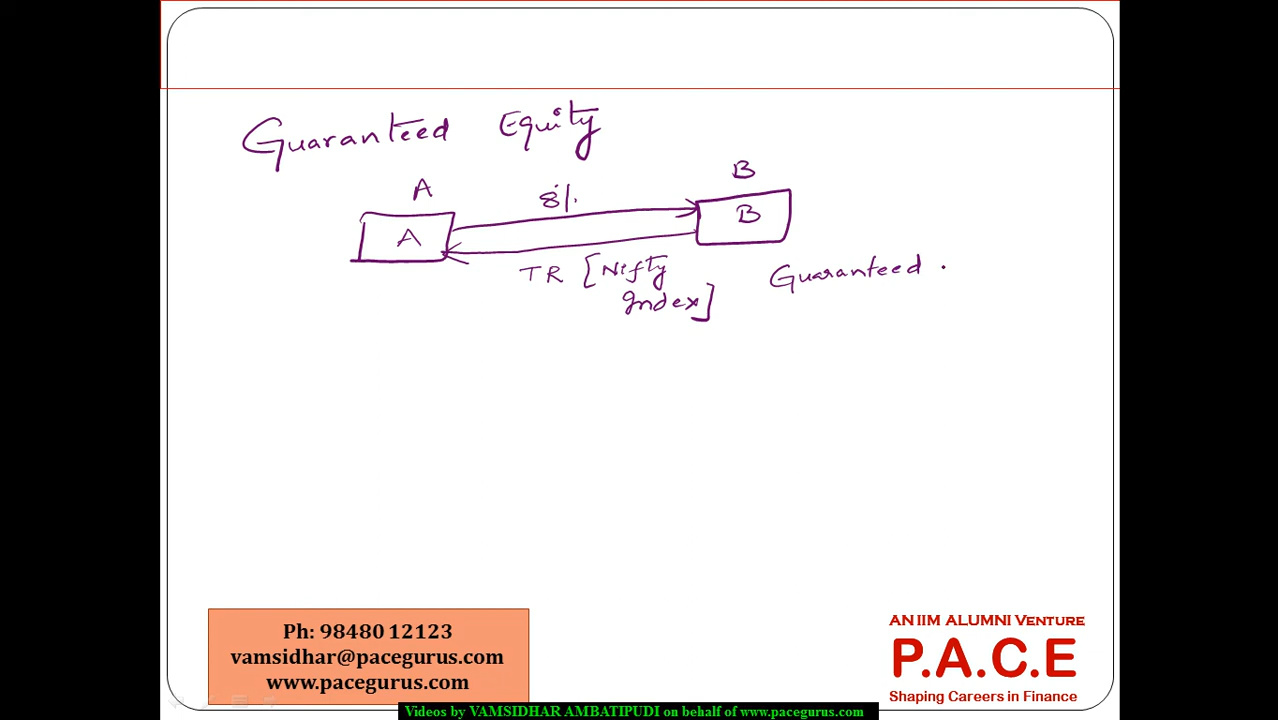 Guaranteed Equity
A
B
8%
A
B
TR [Nifty
Index]
Guaranteed .
Ph: 98480 12123
vamsidhar@pacegurus.com
www.pacegurus.com
AN IIM ALUMNI VENTURE
P.A.C.E
Shaping Careers in Finance
Videos by VAMSIDHAR AMBATIPUDI on behalf of www.pacegurus.com